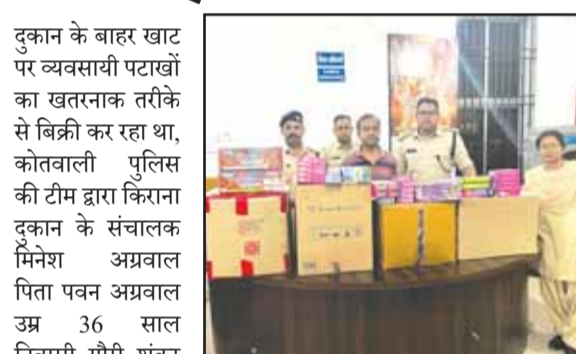 दुकान के बाहर खाट
पर व्यवसायी पटाखों
का खतरनाक तरीके
से बिक्री कर रहा था,
कोतवाली पुलिस
की टीम द्वारा किराना
दुकान के संचालक
मिनेश अग्रवाल
पिता पवन अग्रवाल
उम्र 36 साल